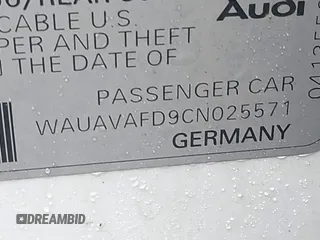 Audi
CABLE U.S.
PER AND THEFT
N THE DATE OF
PASSENGER CAR
WAUAVAFD9CN025571
GERMANY
DREAMBID